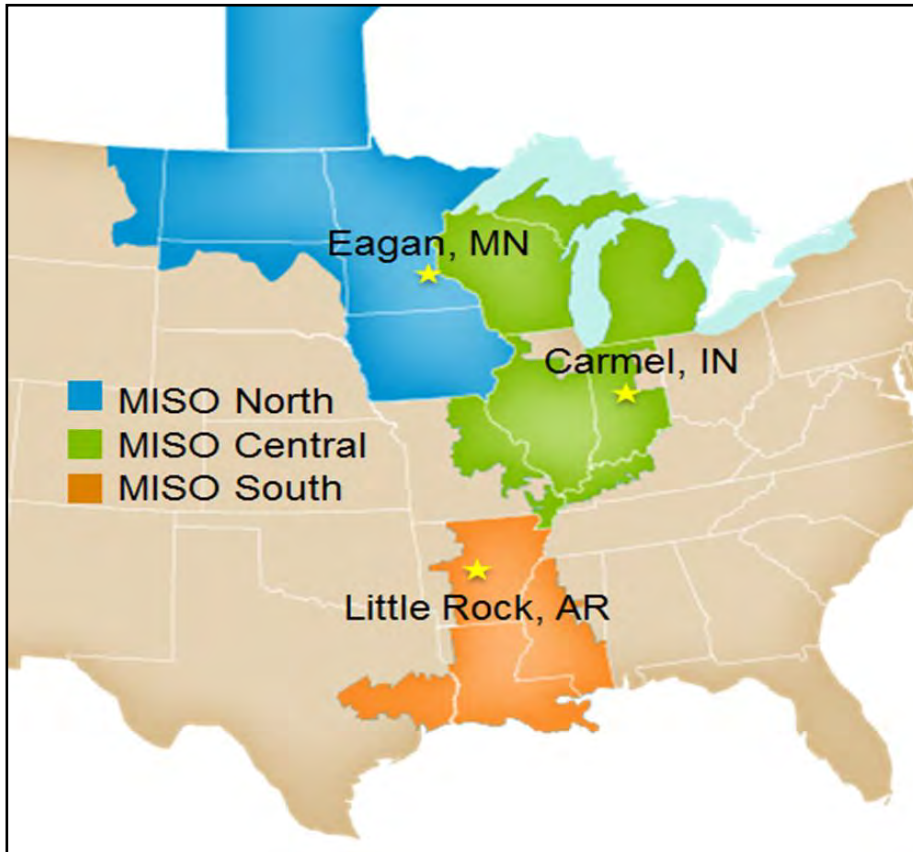 Eagan, MN
Carmel, IN
MISO North
MISO Central
MISO South
Little Rock, AR